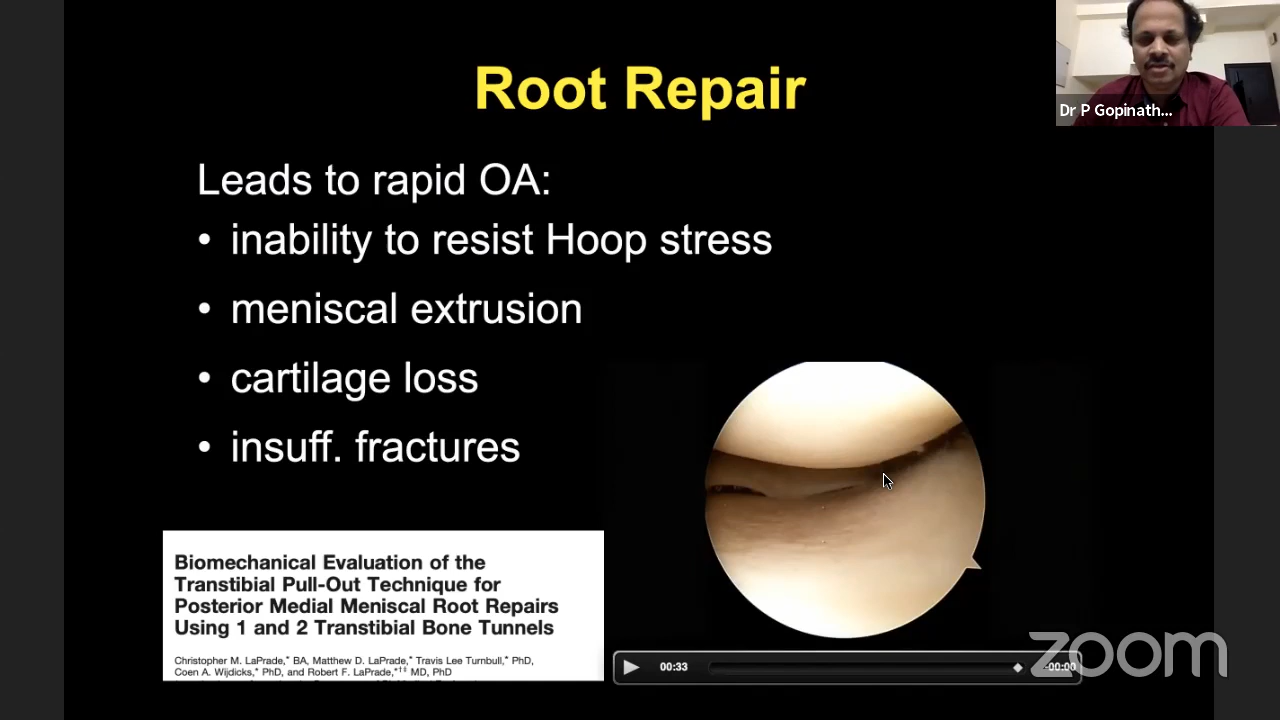 Root Repair
Dr P Gopinath...
Leads to rapid OA:
• inability to resist Hoop stress
• meniscal extrusion
• cartilage loss
• insuff. fractures
Biomechanical Evaluation of the
Transtibial Pull-Out Technique for
Posterior Medial Meniscal Root Repairs
Using 1 and 2 Transtibial Bone Tunnels
Christopher M. LaPrade,* BA, Matthew D. LaPrade,* Travis Lee Turnbull,* PhD,
Coen A. Wijdicks,* PhD, and Robert F. LaPrade,*†‡ MD, PhD
00:33
-00:00
zoom